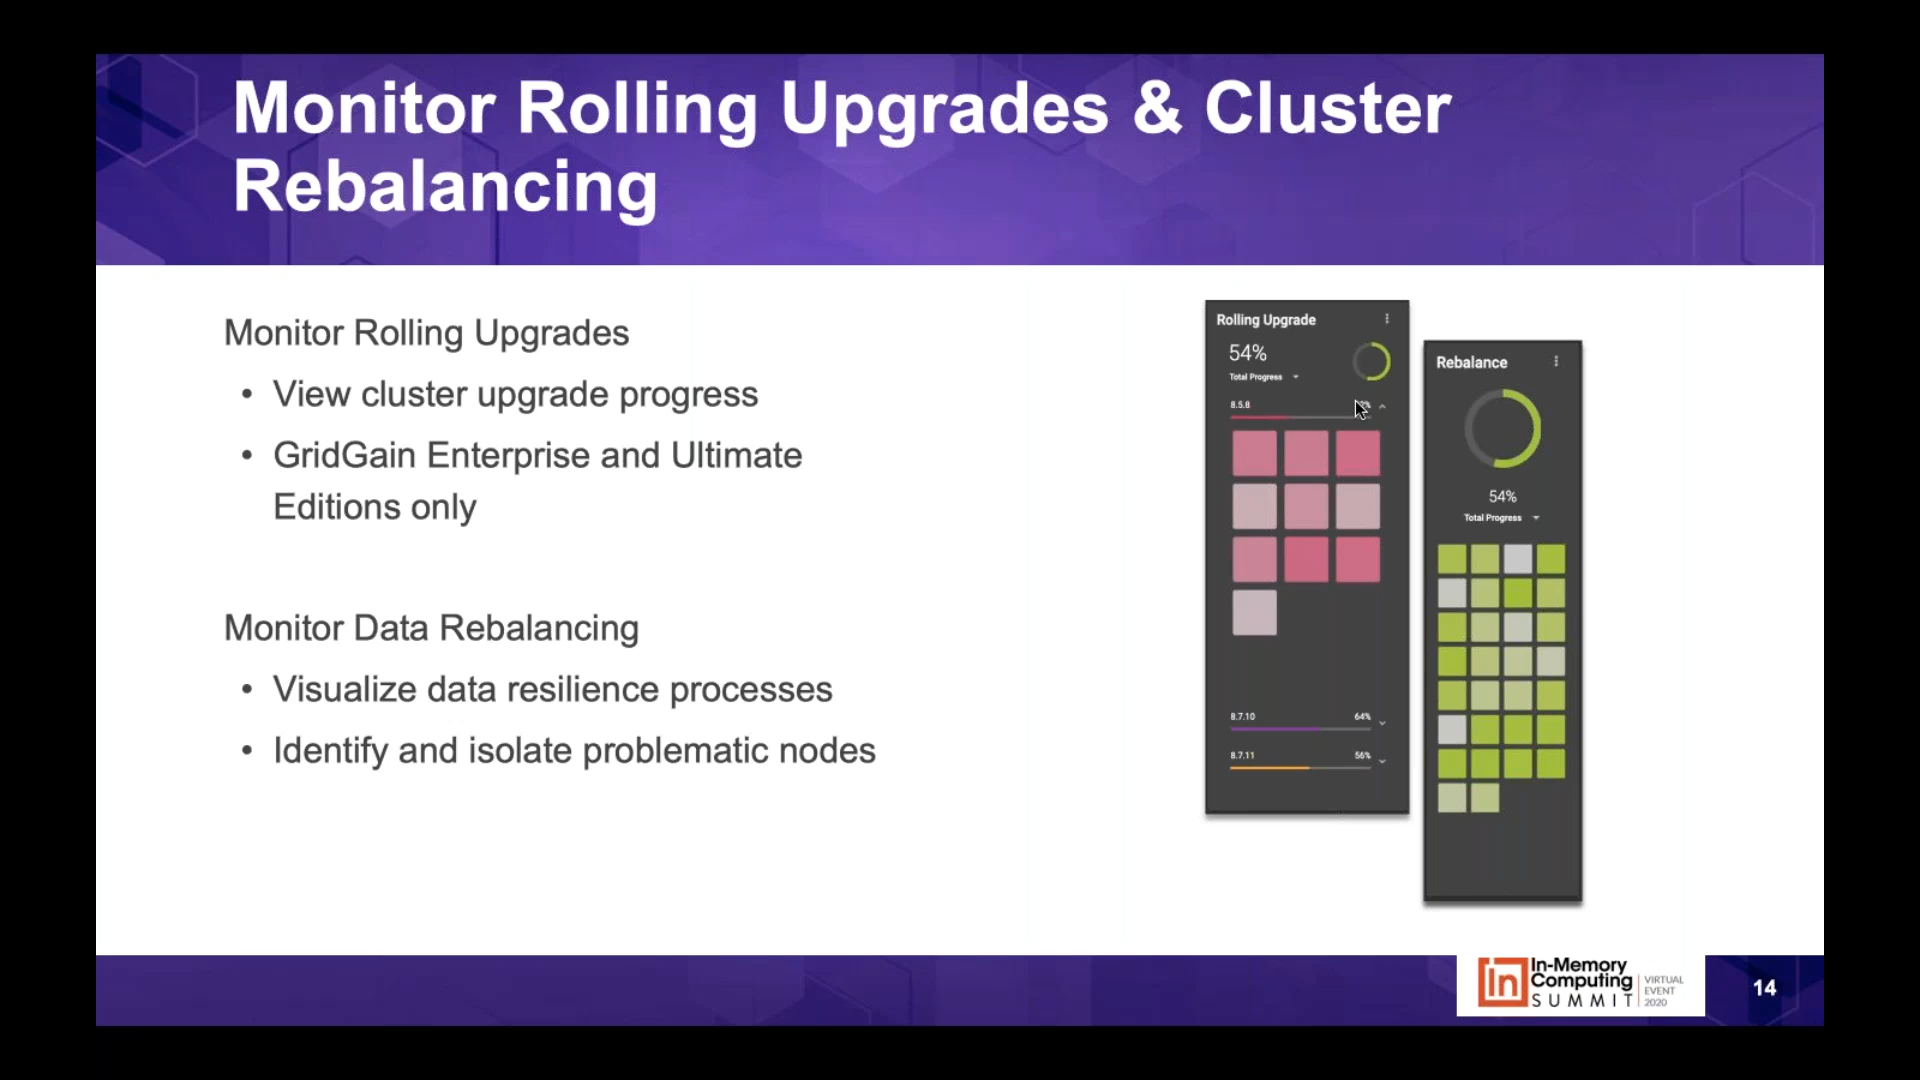 Monitor Rolling Upgrades & Cluster
Rebalancing
Monitor Rolling Upgrades
• View cluster upgrade progress
• GridGain Enterprise and Ultimate
Editions only
Monitor Data Rebalancing
• Visualize data resilience processes
• Identify and isolate problematic nodes
Rolling Upgrade
54%
Total Progress
8.5.8
8.7.10 64%
8.7.11 56%
Rebalance
54%
Total Progress
In
In-Memory
Computing
SUMMIT
VIRTUAL
EVENT
2020
14